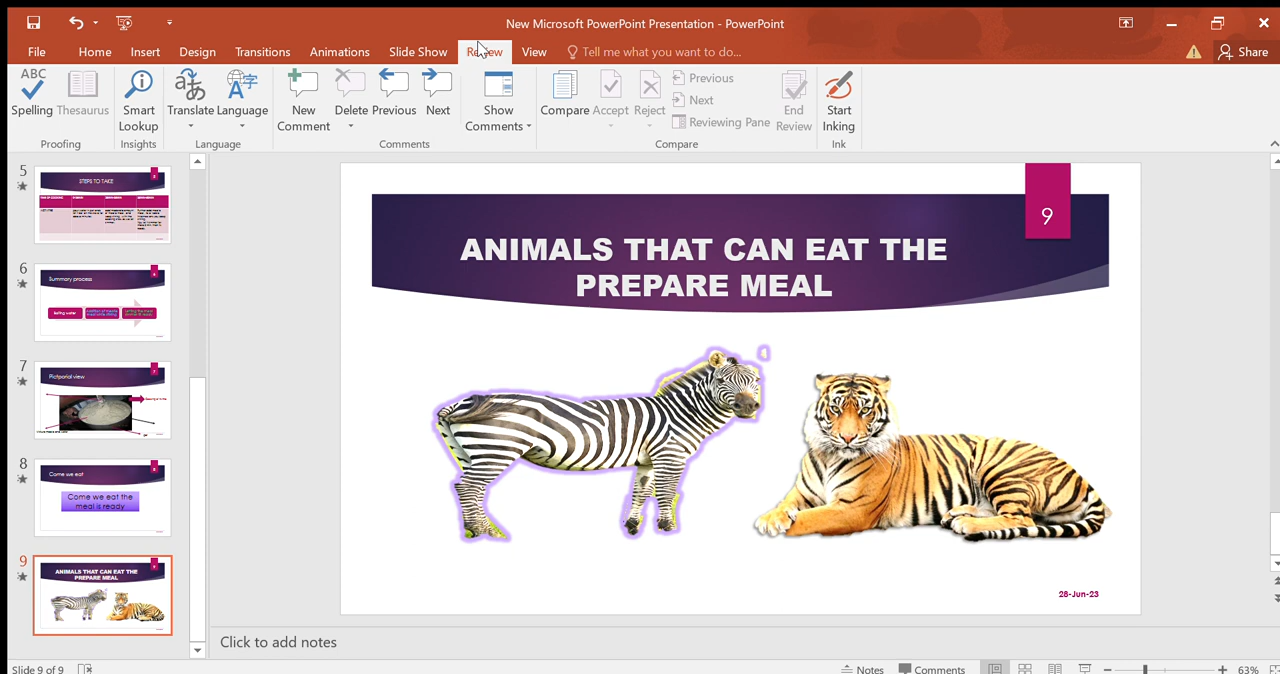 New Microsoft PowerPoint Presentation - PowerPoint
File Home Insert Design Transitions Animations Slide Show Review View Tell me what you want to do... Share
ABC
Spelling Thesaurus Smart Lookup Translate Language New Comment Delete Previous Next Show Comments Compare Accept Reject Previous Next Reviewing Pane End Review Start Inking
Proofing Insights Language Comments Compare Ink
5
STEPS TO TAKE
6
Summary process
7
Pictporial view
8
Come we eat
Come we eat the
meal is ready
9
ANIMALS THAT CAN EAT THE
PREPARE MEAL
9
ANIMALS THAT CAN EAT THE
PREPARE MEAL
28-Jun-23
Click to add notes
Slide 9 of 9 Notes Comments 63%